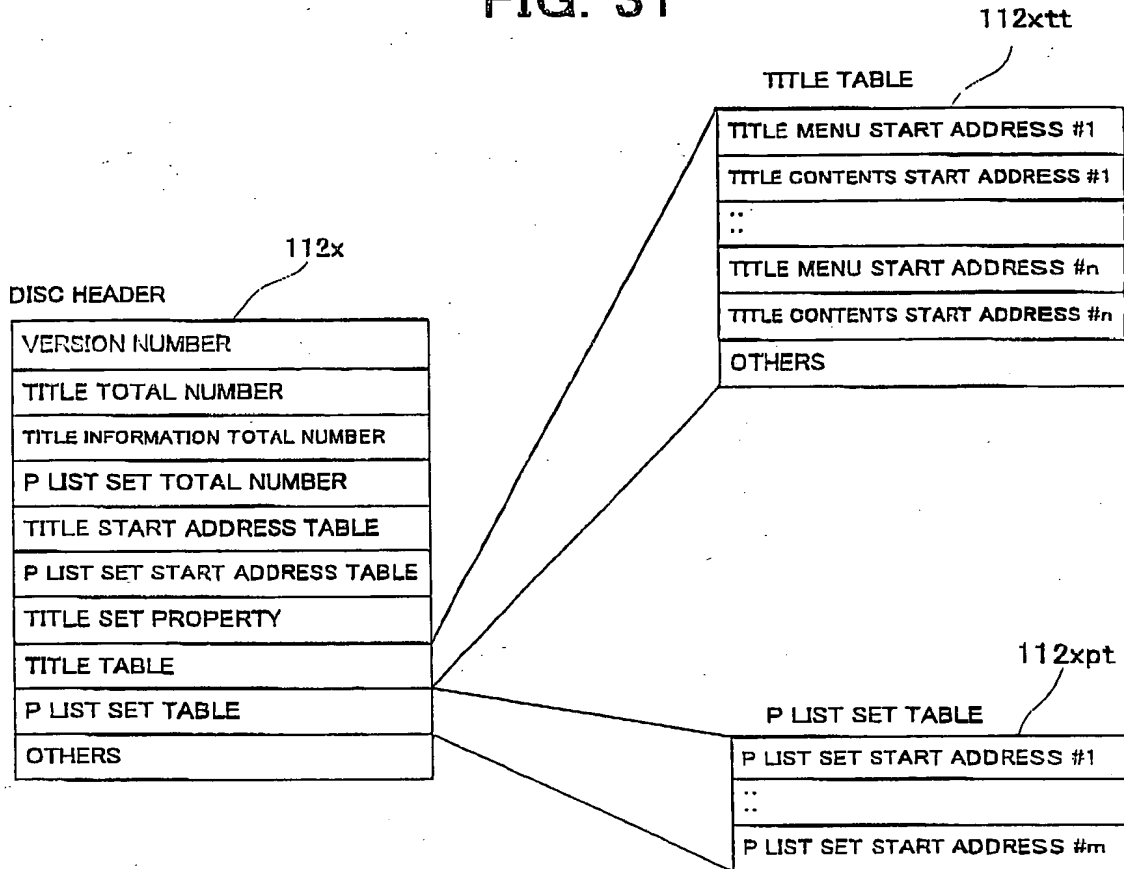 FIG. 31
112xtt
TITLE TABLE
TITLE MENU START ADDRESS #1
TITLE CONTENTS START ADDRESS #1
::
TITLE MENU START ADDRESS #n
TITLE CONTENTS START ADDRESS #n
OTHERS
112x
DISC HEADER
VERSION NUMBER
TITLE TOTAL NUMBER
TITLE INFORMATION TOTAL NUMBER
P LIST SET TOTAL NUMBER
TITLE START ADDRESS TABLE
P LIST SET START ADDRESS TABLE
TITLE SET PROPERTY
TITLE TABLE
P LIST SET TABLE
OTHERS
112xpt
P LIST SET TABLE
P LIST SET START ADDRESS #1
::
P LIST SET START ADDRESS #m